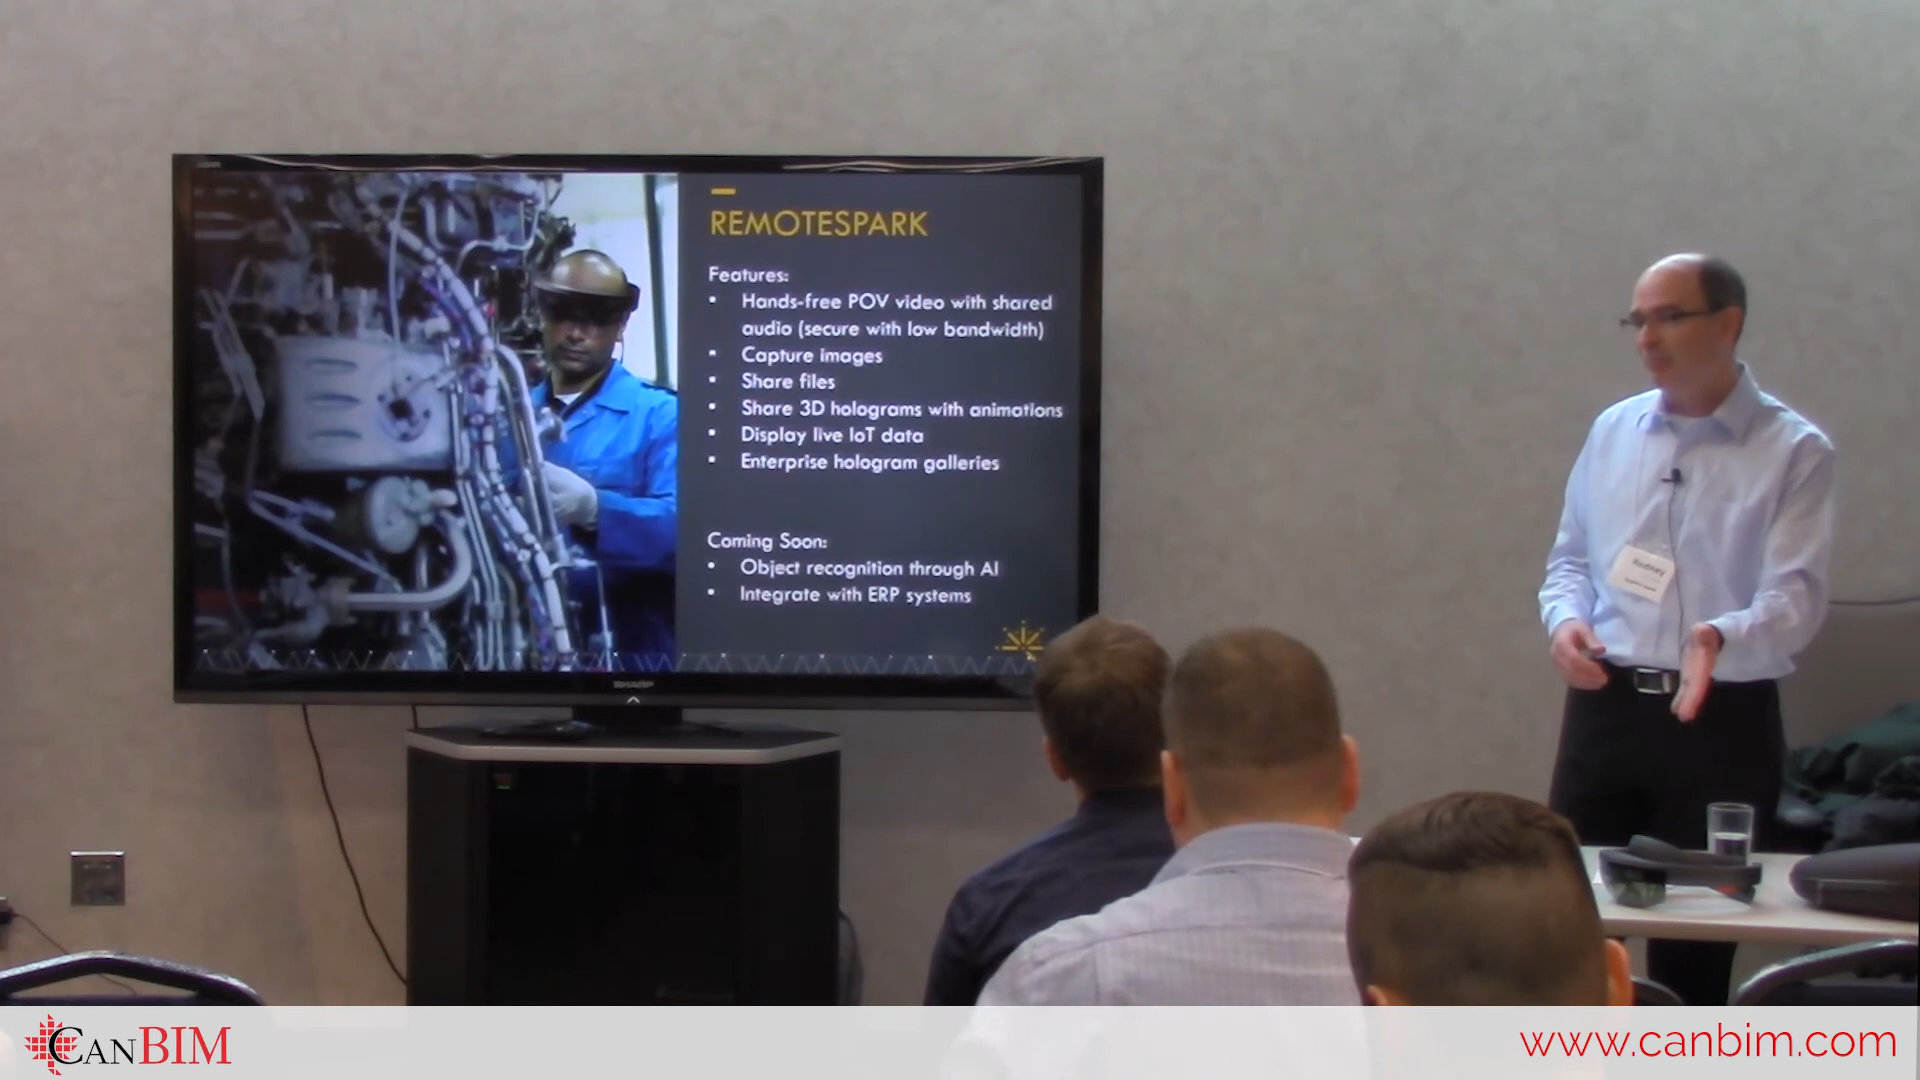 REMOTESPARK
Features:
• Hands-free POV video with shared
audio (secure with low bandwidth)
• Capture images
• Share files
• Share 3D holograms with animations
• Display live IoT data
• Enterprise hologram galleries
Coming Soon:
• Object recognition through AI
• Integrate with ERP systems
SHARP
Rodney
CANBIM
www.canbim.com